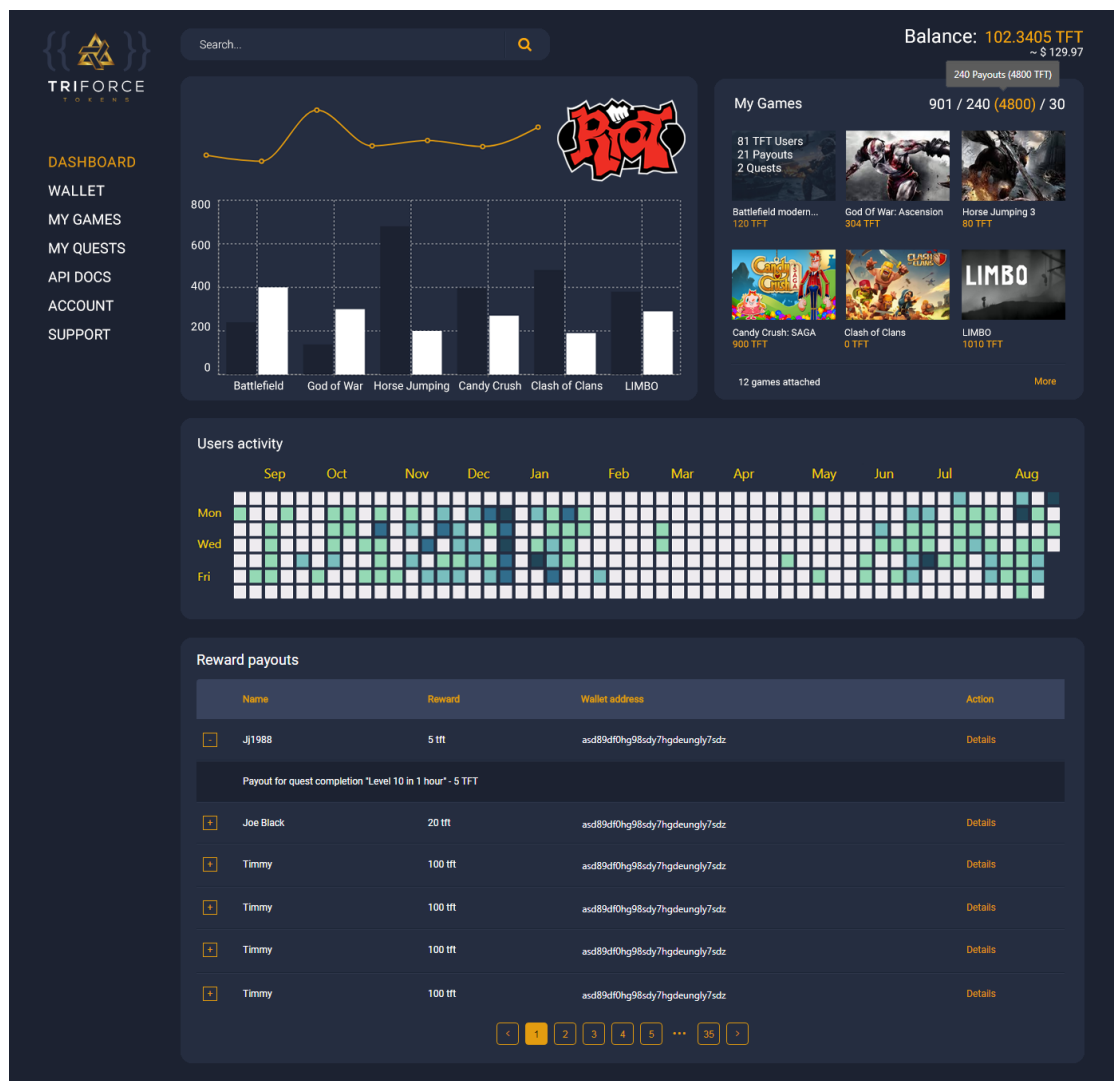 {{ }}
TRIFORCE
TOKENS
Search...
Balance: 102.3405 TFT
~ $ 129.97
240 Payouts (4800 TFT)
DASHBOARD
WALLET
MY GAMES
MY QUESTS
API DOCS
ACCOUNT
SUPPORT
RIOT
800
600
400
200
0
Battlefield God of War Horse Jumping Candy Crush Clash of Clans LIMBO
My Games 901 / 240 (4800) / 30
81 TFT Users
21 Payouts
2 Quests
Battlefield modern... God Of War: Ascension Horse Jumping 3
120 TFT 304 TFT 80 TFT
Candy Crush SAGA
CLASH OF CLANS
LIMBO
Candy Crush: SAGA Clash of Clans LIMBO
900 TFT 0 TFT 1010 TFT
12 games attached More
Users activity
Sep Oct Nov Dec Jan Feb Mar Apr May Jun Jul Aug
Mon
Wed
Fri
Reward payouts
Name Reward Wallet address Action
- Jj1988 5 tft asd89df0hg98sdy7hgdeungly7sdz Details
Payout for quest completion "Level 10 in 1 hour" - 5 TFT
+ Joe Black 20 tft asd89df0hg98sdy7hgdeungly7sdz Details
+ Timmy 100 tft asd89df0hg98sdy7hgdeungly7sdz Details
+ Timmy 100 tft asd89df0hg98sdy7hgdeungly7sdz Details
+ Timmy 100 tft asd89df0hg98sdy7hgdeungly7sdz Details
+ Timmy 100 tft asd89df0hg98sdy7hgdeungly7sdz Details
< 1 2 3 4 5 ••• 35 >